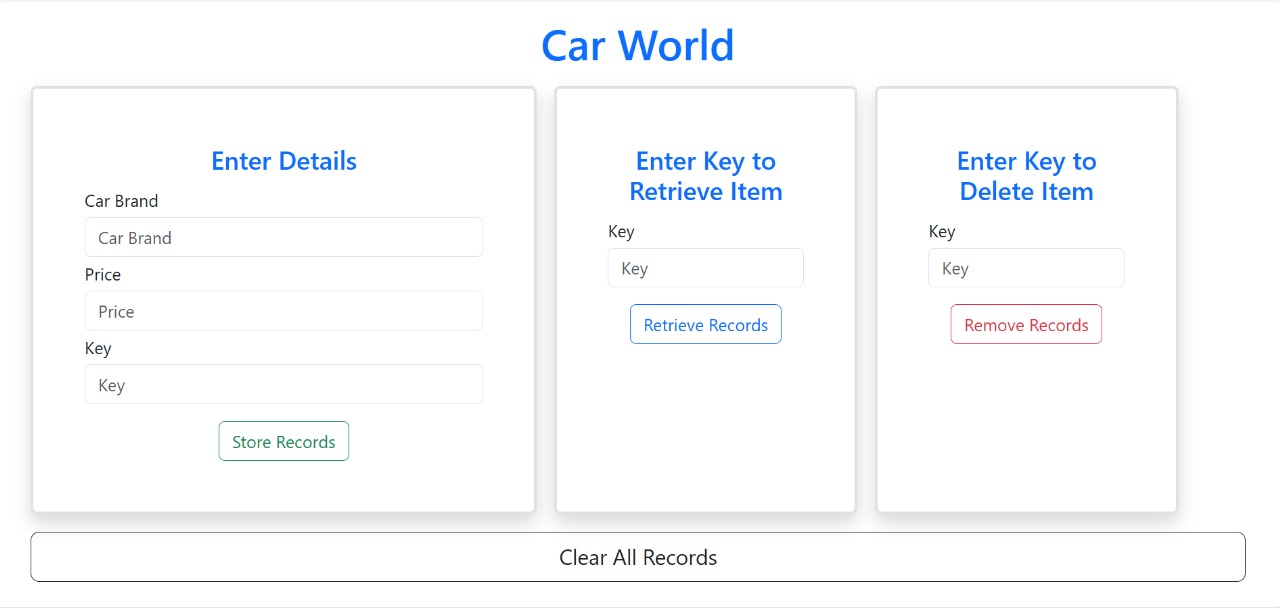 Car World
Enter Details
Car Brand
Car Brand
Price
Price
Key
Key
Store Records
Enter Key to
Retrieve Item
Key
Key
Retrieve Records
Enter Key to
Delete Item
Key
Key
Remove Records
Clear All Records